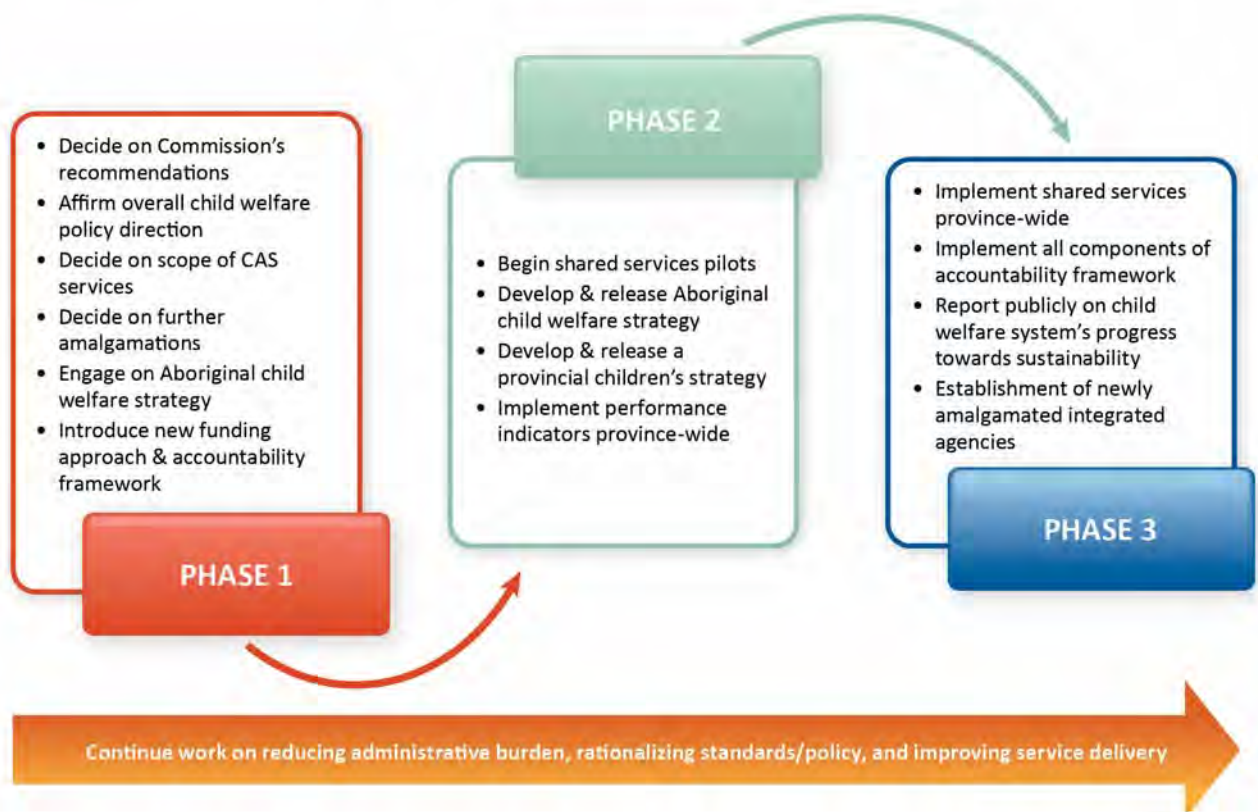 • Decide on Commission's
recommendations
• Affirm overall child welfare
policy direction
• Decide on scope of CAS
services
• Decide on further
amalgamations
• Engage on Aboriginal child
welfare strategy
• Introduce new funding
approach & accountability
framework
PHASE 1
PHASE 2
• Begin shared services pilots
• Develop & release Aboriginal
child welfare strategy
• Develop & release a
provincial children's strategy
• Implement performance
indicators province-wide
• Implement shared services
province-wide
• Implement all components of
accountability framework
• Report publicly on child
welfare system's progress
towards sustainability
• Establishment of newly
amalgamated integrated
agencies
PHASE 3
Continue work on reducing administrative burden, rationalizing standards/policy, and improving service delivery